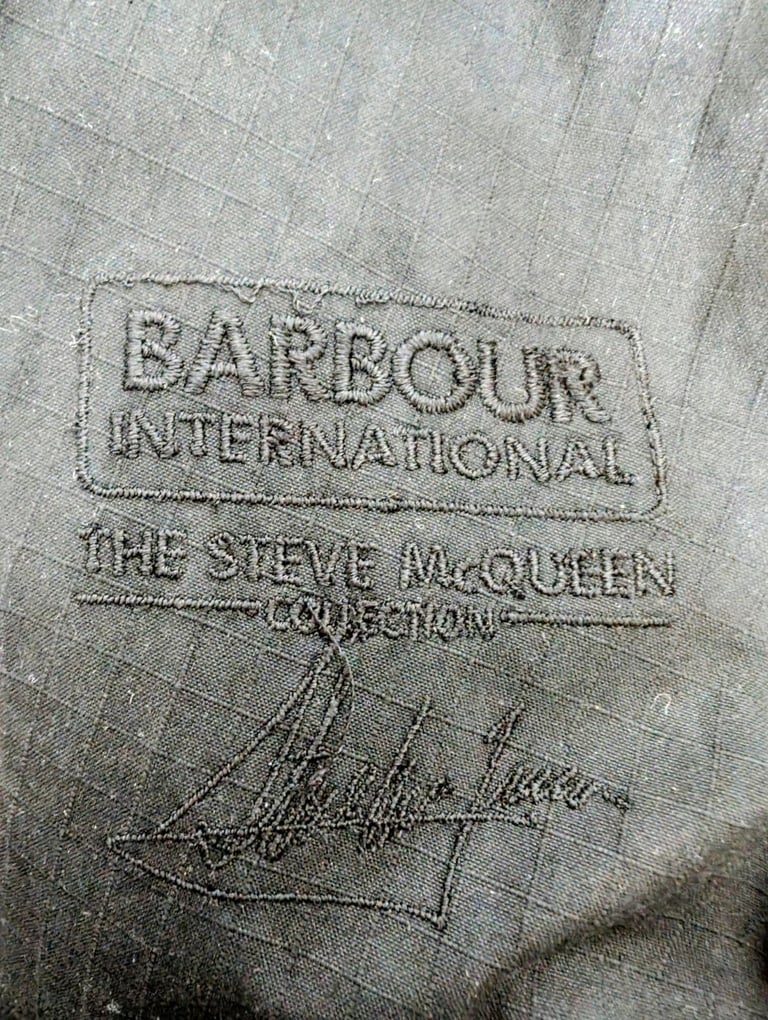 BARBOUR
INTERNATIONAL
THE STEVE McQUEEN
COLLECTION